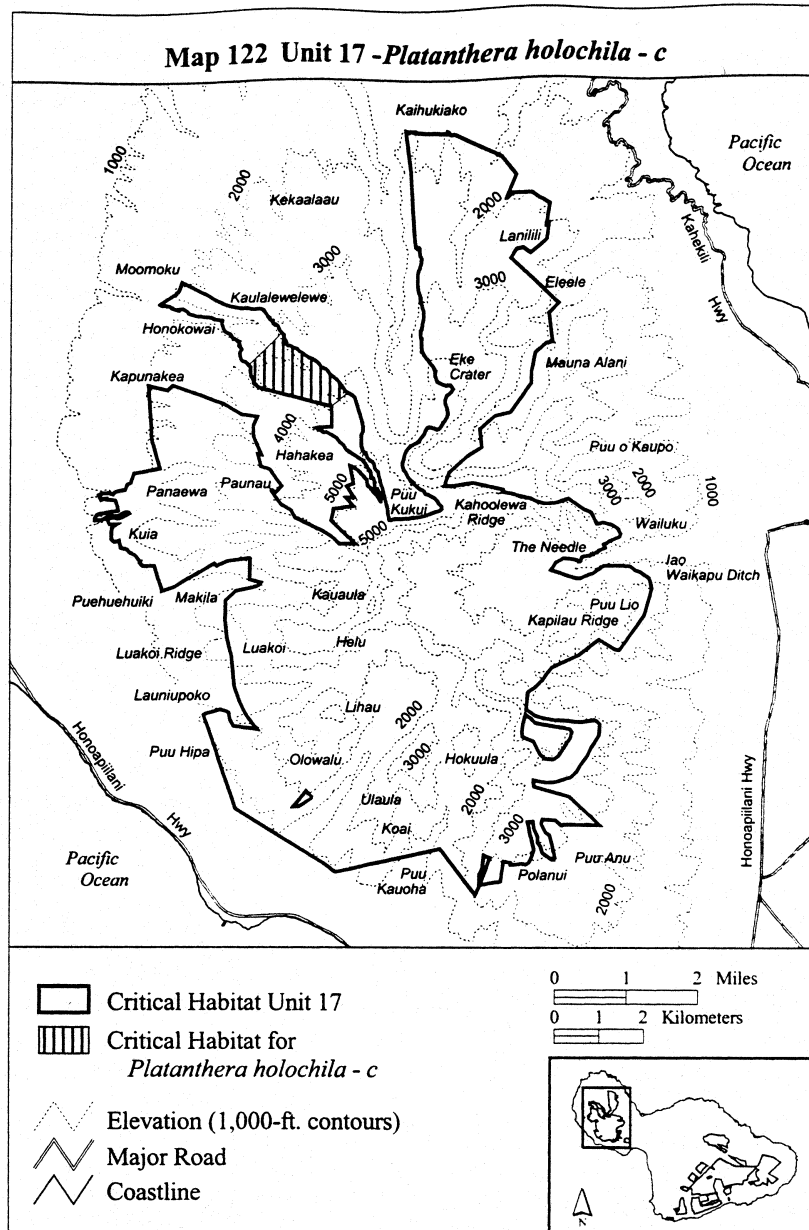 Map 122 Unit 17 -Platanthera holochila - c
Kaihukiako
Pacific
Ocean
1000
2000
Kekaalaau
2000
Kahekili
Hwy
Lanilili
3000
Moomoku
Kaulalewelewe
3000
Eleele
Honokowai
Eke
Crater
Mauna Alani
Kapunakea
4000
Hahakea
Puu o Kaupo
3000
2000
1000
Panaewa
Paunau
5000
Puu
Kukui
Kahoolewa
Ridge
Wailuku
Kuia
5000
The Needle
Iao
Waikapu Ditch
Puehuehuiki
Makila
Kauaula
Puu Lio
Kapilau Ridge
Luakoi Ridge
Luakoi
Helu
Launiupoko
Lihau
2000
Honoapiilani
Hwy
Puu Hipa
Olowalu
3000
Hokuula
Ulaula
2000
Honoapiilani Hwy
Koai
3000
Pacific
Ocean
Puu
Kauoha
Polanui
Puu Anu
2000
Critical Habitat Unit 17
Critical Habitat for
Platanthera holochila - c
Elevation (1,000-ft. contours)
Major Road
Coastline
0 1 2 Miles
0 1 2 Kilometers
N